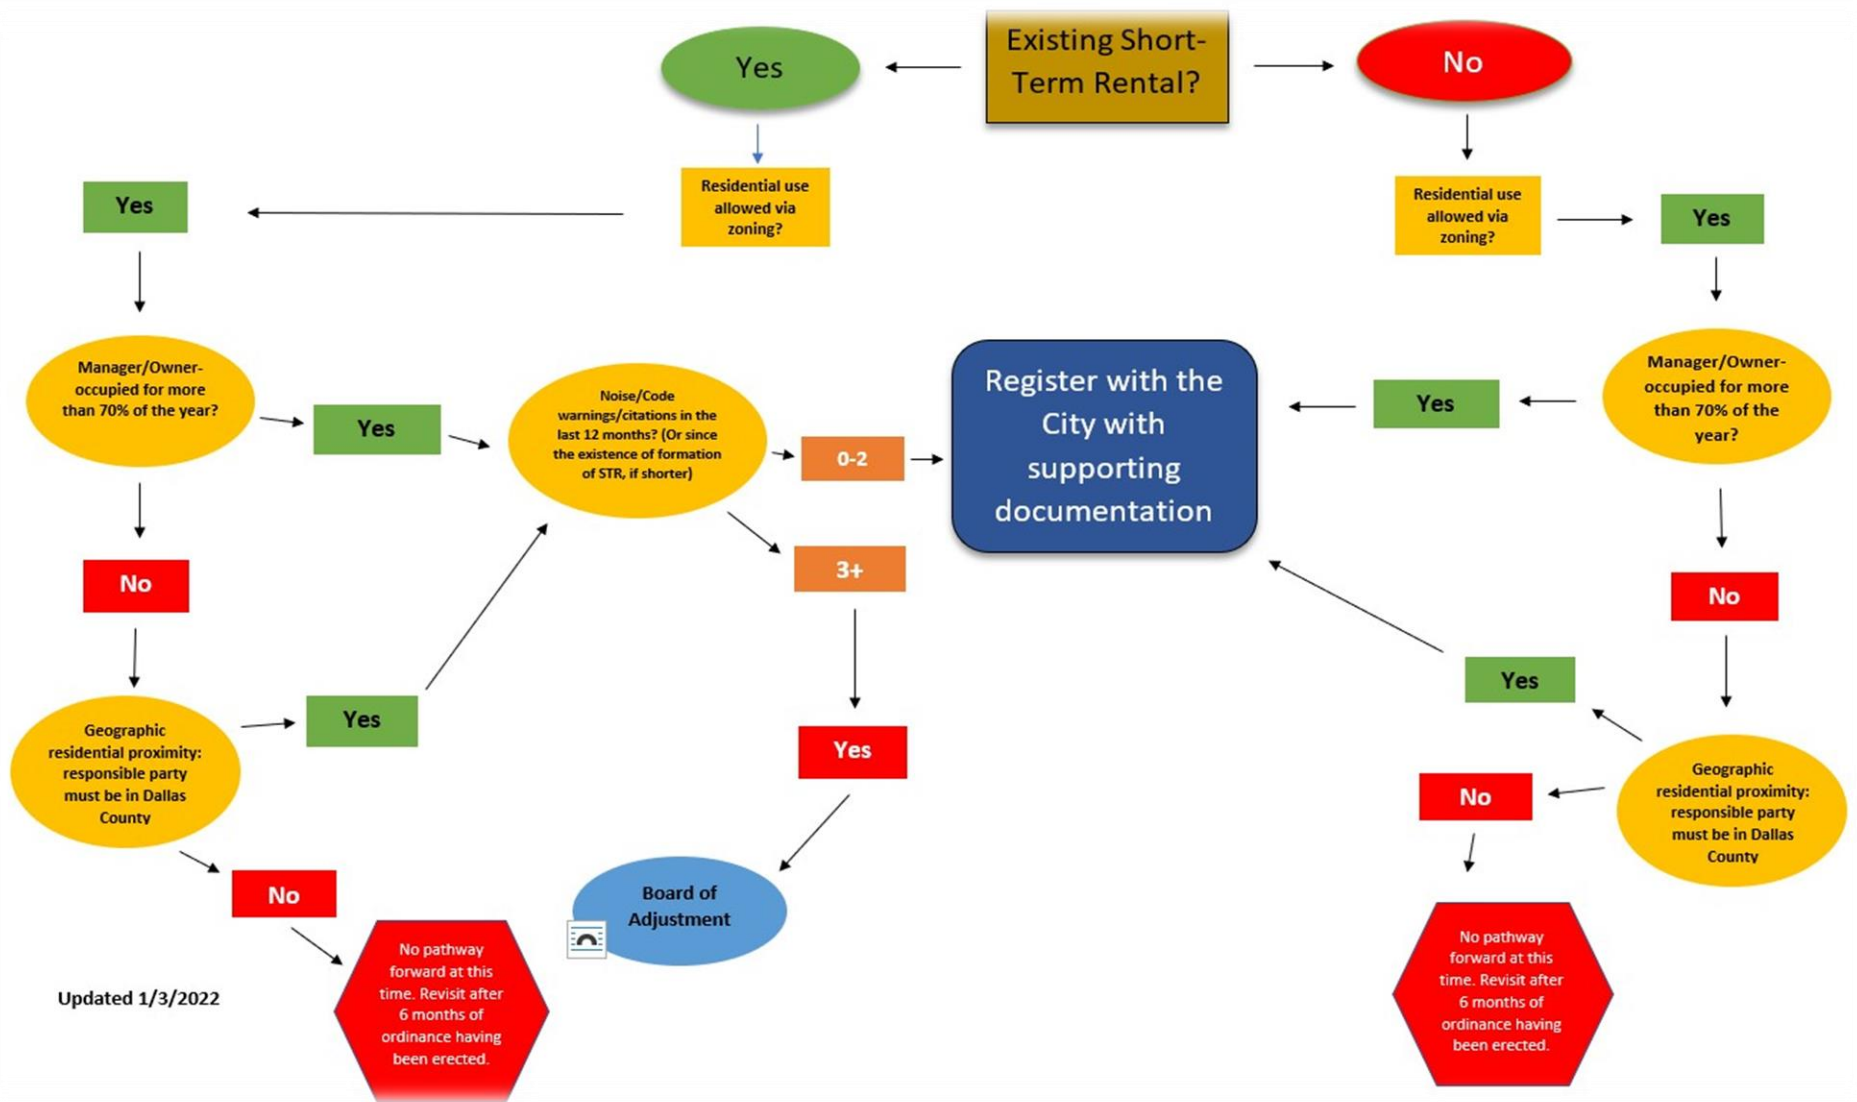 Existing Short-
Term Rental?
Yes
No
Residential use
allowed via
zoning?
Yes
Residential use
allowed via
zoning?
Yes
Manager/Owner-
occupied for more
than 70% of the year?
Yes
Noise/Code
warnings/citations in the
last 12 months? (Or since
the existence of formation
of STR, if shorter)
0-2
3+
Register with the
City with
supporting
documentation
Yes
Manager/Owner-
occupied for more
than 70% of the
year?
No
No
Geographic
residential proximity:
responsible party
must be in Dallas
County
Yes
Yes
Yes
No
Geographic
residential proximity:
responsible party
must be in Dallas
County
No
Board of
Adjustment
No pathway
forward at this
time. Revisit after
6 months of
ordinance having
been erected.
No pathway
forward at this
time. Revisit after
6 months of
ordinance having
been erected.
Updated 1/3/2022